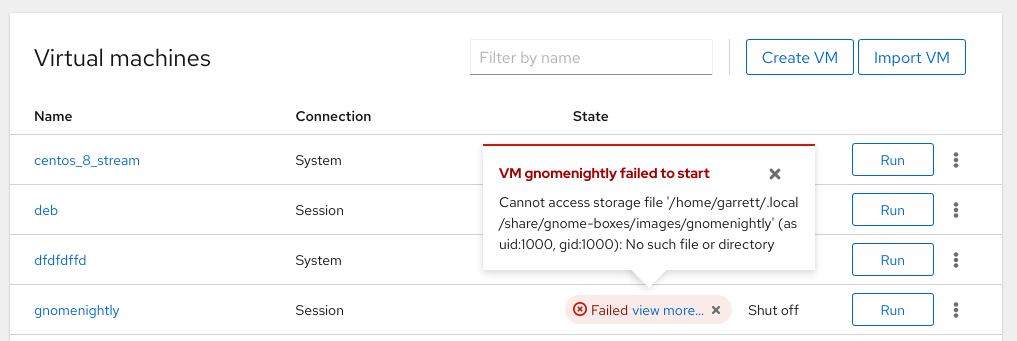 Virtual machines
Filter by name
Create VM
Import VM
Name Connection State
centos_8_stream System Run
VM gnomenightly failed to start
Cannot access storage file '/home/garrett/.local
/share/gnome-boxes/images/gnomenightly' (as
uid:1000, gid:1000): No such file or directory
deb Session Run
dfdfdffd System Run
gnomenightly Session Failed view more... Shut off Run